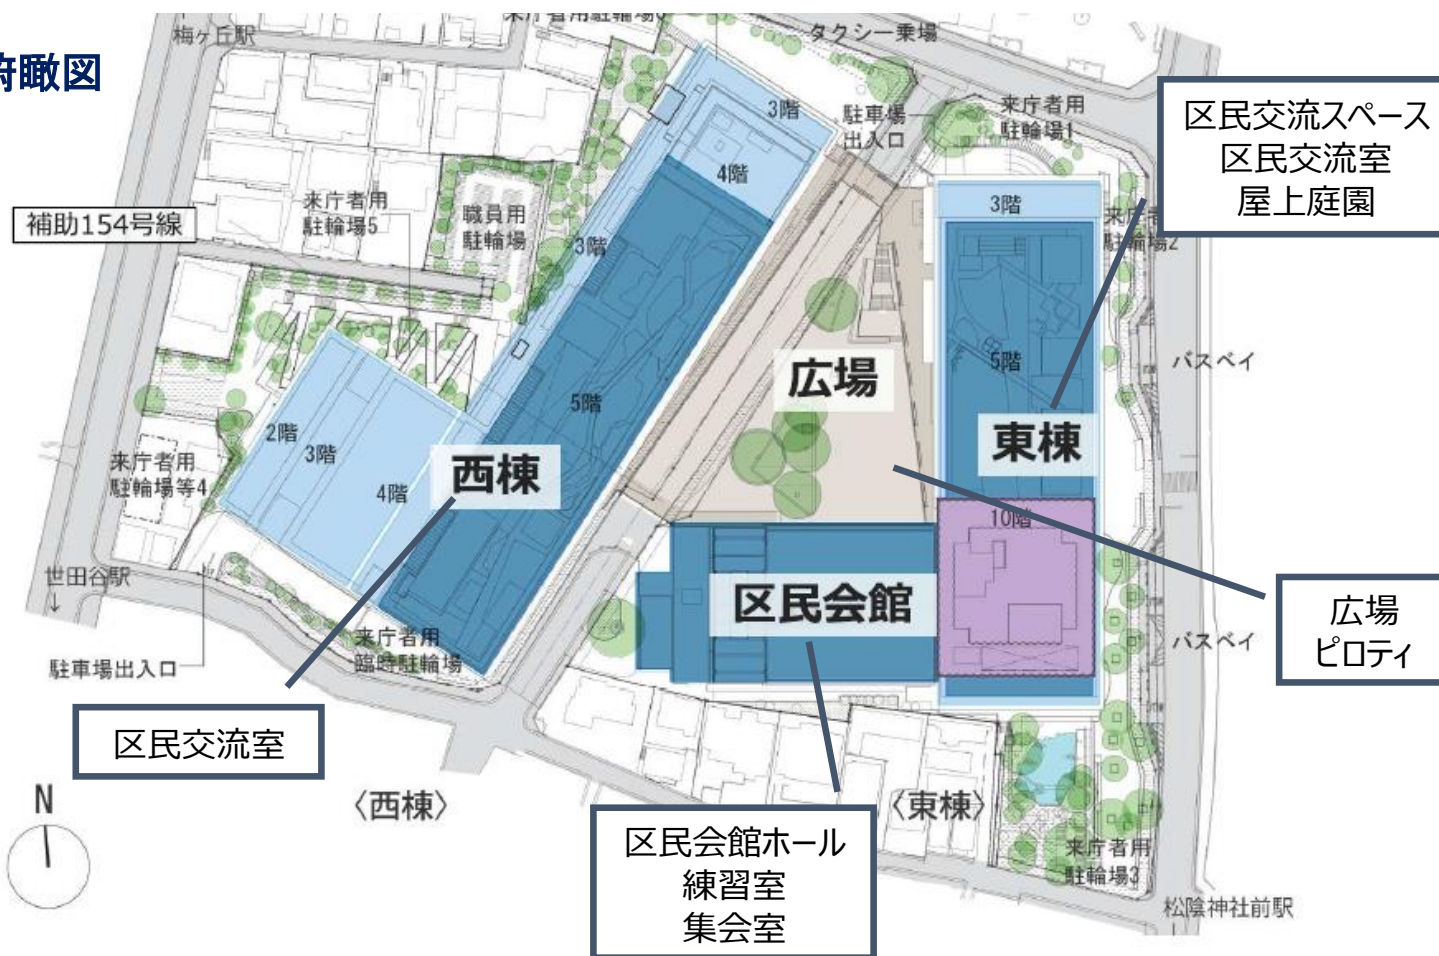 俯瞰図
梅ヶ丘駅
来庁者用駐輪場6
タクシー乗場
補助154号線
来庁者用
駐輪場5
職員用
駐輪場
3階
4階
3階
駐車場
出入口
来庁者用
駐輪場1
区民交流スペース
区民交流室
屋上庭園
3階
来庁者用
駐輪場2
5階
バスベイ
広場
東棟
2階
3階
4階
5階
西棟
来庁者用
駐輪場等4
10階
区民会館
広場
ピロティ
バスベイ
世田谷駅
↓
駐車場出入口
来庁者用
臨時駐輪場
区民交流室
N
〈西棟〉
区民会館ホール
練習室
集会室
〈東棟〉
来庁者用
駐輪場3
松陰神社前駅